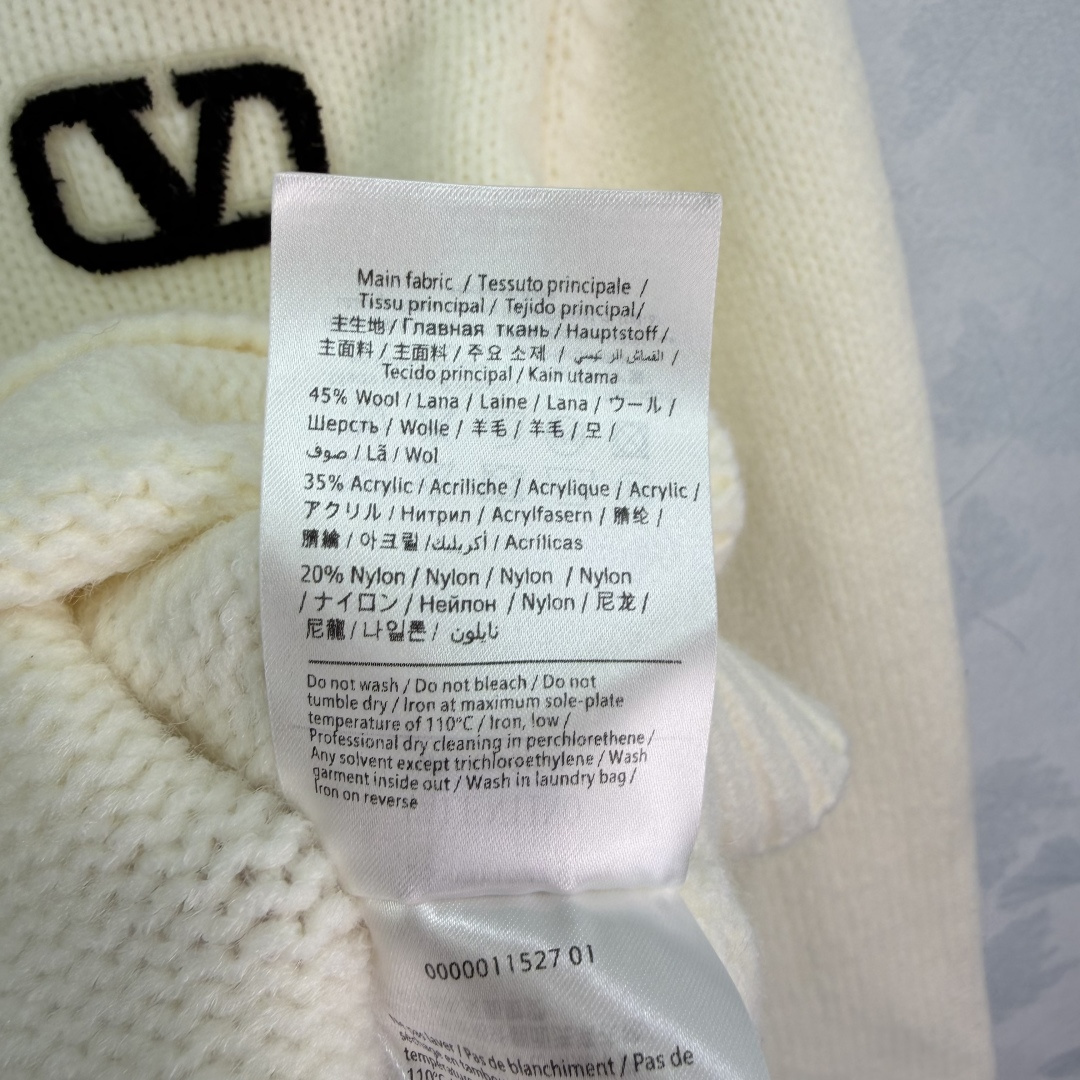 V
Main fabric / Tessuto principale /
Tissu principal / Tejido principal/
主生地/Главная ткань/Hauptstoff/
主面料/主面料/주요 소재 / القماش الر عيسي /
Tecido principal/Kain utama
45% Wool/Lana/Laine/Lana/ウール/
Шерсть/Wolle/羊毛/羊毛/모/
صوف/Lã/Wol
35% Acrylic/Acriliche/Acrylique/Acrylic/
アクリル/Нитрил/Acrylfasern/腈纶/
腈綸/아크릴/أكريليك/Acrílicas
20% Nylon/Nylon/Nylon /Nylon
/ナイロン/Нейлон /Nylon/尼龙/
尼龍/나일론/ نايلون
Do not wash/Do not bleach/Do not
tumble dry/Iron at maximum sole-plate
temperature of 110°C/Iron, low/
Professional dry cleaning in perchlorethene/
Any solvent except trichloroethylene/Wash
garment inside out/Wash in laundry bag/
Iron on reverse
0000011527 01
laver/Pas de blanchiment/Pas de
110°